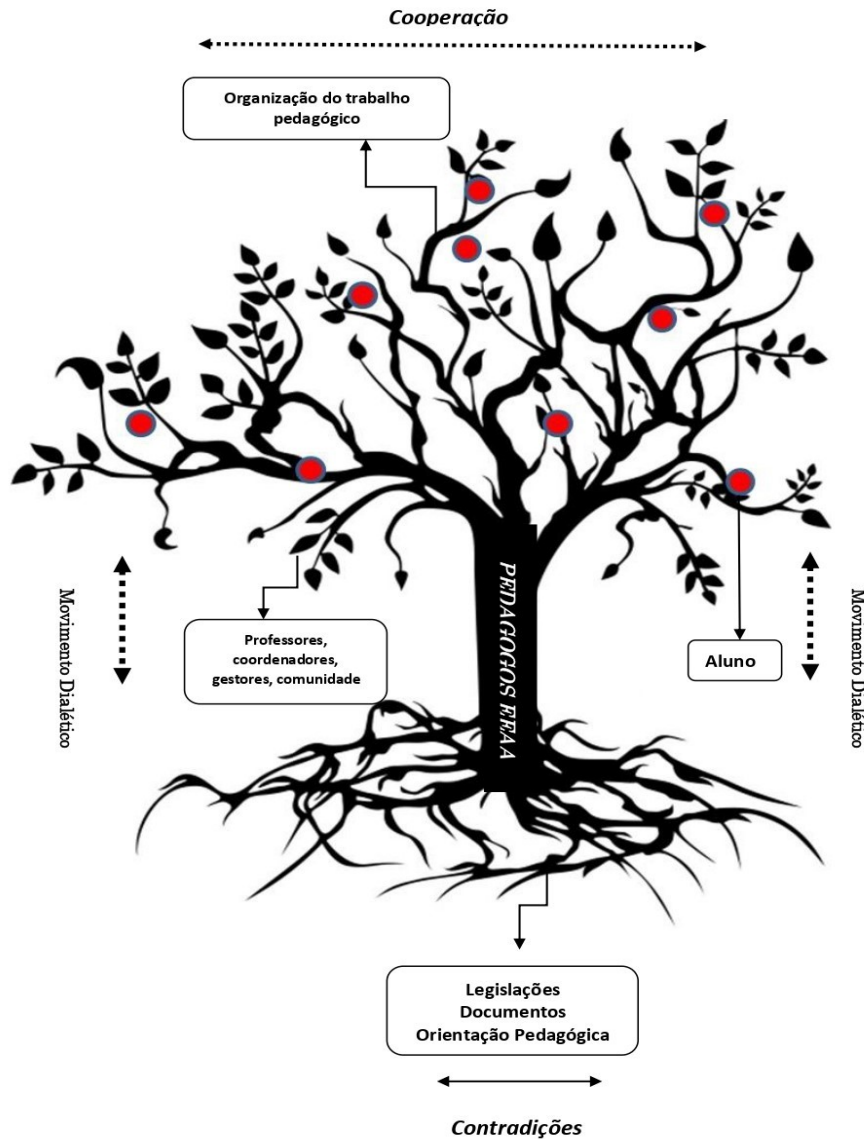 Cooperação
Organização do trabalho
pedagógico
PEDAGOGOS EEAA
Movimento Dialético
Professores,
coordenadores,
gestores, comunidade
Aluno
Movimento Dialético
Legislações
Documentos
Orientação Pedagógica
Contradições